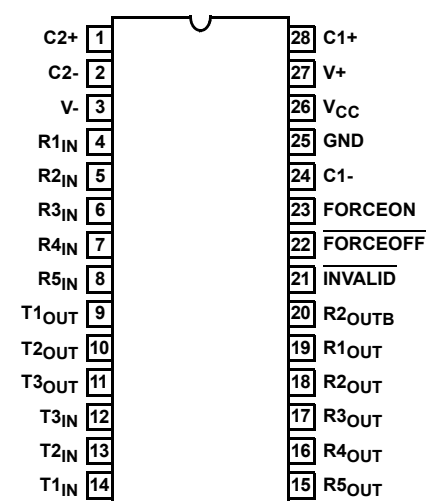 C2+ 1 28 C1+
C2- 2 27 V+
V- 3 26 VCC
R1IN 4 25 GND
R2IN 5 24 C1-
R3IN 6 23 FORCEON
R4IN 7 22 FORCEOFF
R5IN 8 21 INVALID
T1OUT 9 20 R2OUTB
T2OUT 10 19 R1OUT
T3OUT 11 18 R2OUT
T3IN 12 17 R3OUT
T2IN 13 16 R4OUT
T1IN 14 15 R5OUT